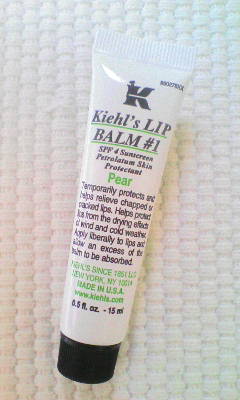 K
Kiehl's LIP
BALM #1
SPF 4 Sunscreen
Petrolatum Skin
Protectant
Pear
Temporarily protects and
helps relieve chapped or
cracked lips. Helps protect
lips from the drying effects
of wind and cold weather.
Apply liberally to lips and
allow an excess of the
balm to be absorbed.
KIEHL'S SINCE 1851 LLC
NEW YORK, NY 10014
MADE IN U.S.A.
www.kiehls.com
0.5 fl. oz. - 15 ml